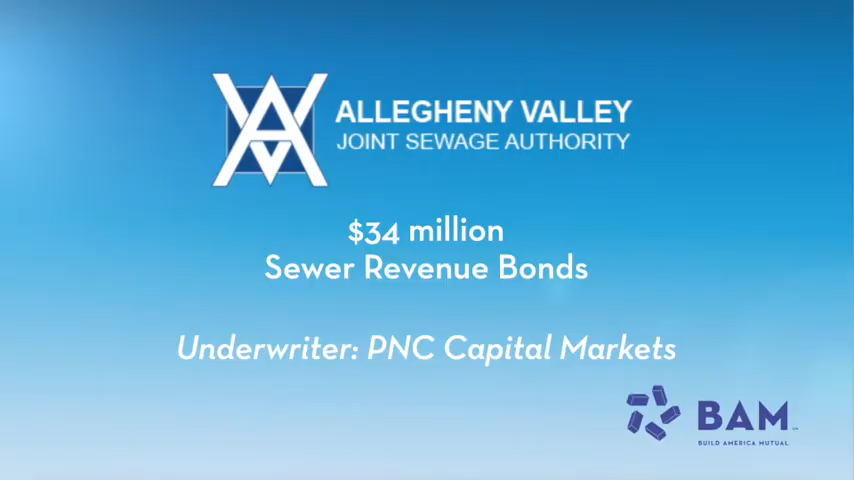 ALLEGHENY VALLEY
JOINT SEWAGE AUTHORITY
$34 million
Sewer Revenue Bonds
Underwriter: PNC Capital Markets
BAM
BUILD AMERICA MUTUAL